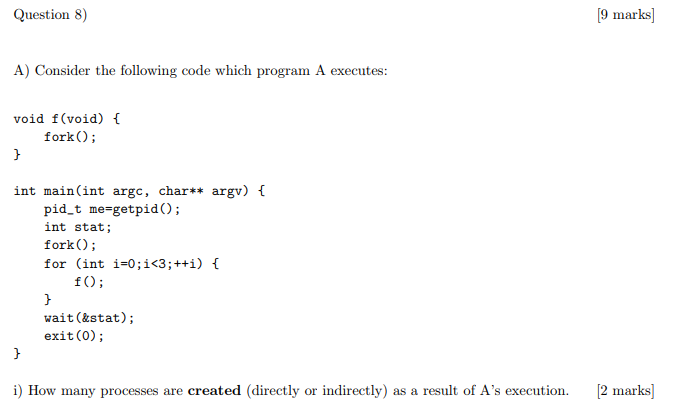 Question 8) [9 marks]
A) Consider the following code which program A executes:
void f(void) {
    fork();
}
int main(int argc, char** argv) {
    pid_t me=getpid();
    int stat;
    fork();
    for (int i=0;i<3;++i) {
        f();
    }
    wait(&stat);
    exit(0);
}
i) How many processes are created (directly or indirectly) as a result of A's execution. [2 marks]